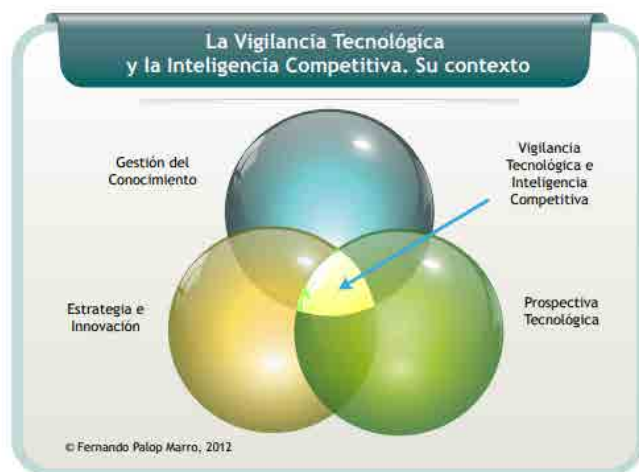 La Vigilancia Tecnológica
y la Inteligencia Competitiva. Su contexto
Gestión del
Conocimiento
Vigilancia
Tecnológica e
Inteligencia
Competitiva
Estrategia e
Innovación
Prospectiva
Tecnológica
© Fernando Palop Marro, 2012